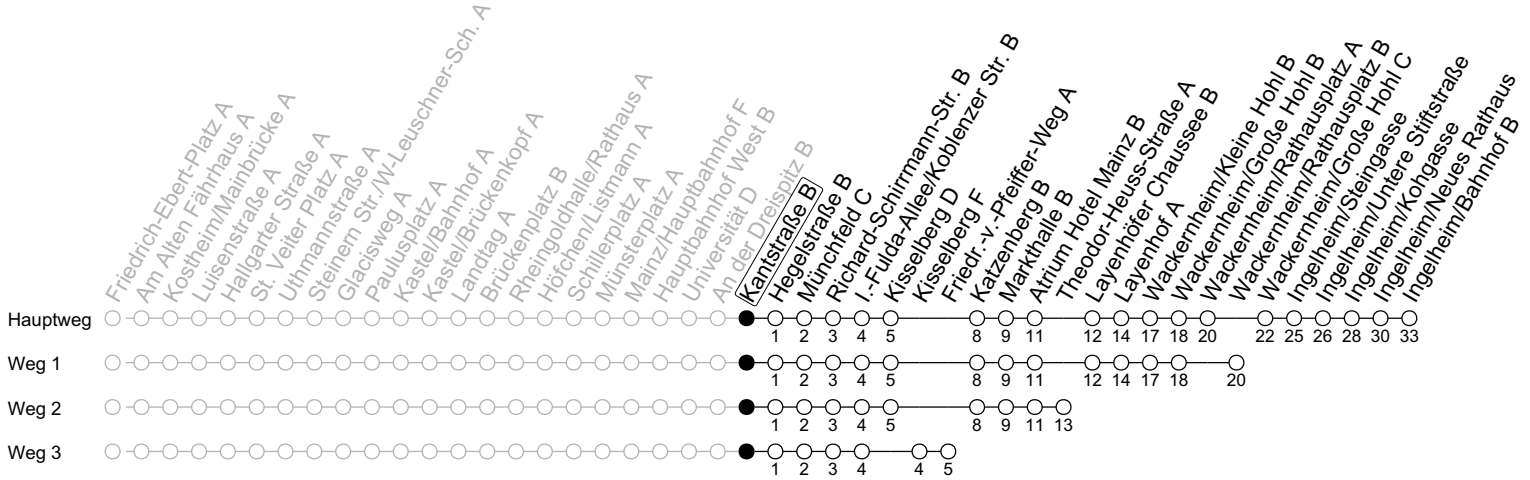 Friedrich-Ebert-Platz A
Am Alten Fährhaus A
Kostheim/Mainbrücke A
Luisenstraße A
Hallgarter Straße A
St. Veiter Platz A
Uthmannstraße A
Steinern Str./W-Leuschner-Sch. A
Glacisweg A
Paulusplatz A
Kastel/Bahnhof A
Kastel/Brückenkopf A
Landtag A
Brückenplatz B
Rheingoldhalle/Rathaus A
Höfchen/Listmann A
Schillerplatz A
Münsterplatz A
Mainz/Hauptbahnhof F
Hauptbahnhof West B
Universität D
An der Dreispitz B
Kantstraße B
Hegelstraße B
Münchfeld C
Richard-Schirrmann-Str. B
I.-Fulda-Allee/Koblenzer Str. B
Kisselberg D
Kisselberg F
Friedr.-v.-Pfeiffer-Weg A
Katzenberg B
Markthalle B
Atrium Hotel Mainz B
Theodor-Heuss-Straße A
Layenhöfer Chaussee B
Layenhof A
Wackernheim/Kleine Hohl B
Wackernheim/Große Hohl B
Wackernheim/Rathausplatz A
Wackernheim/Rathausplatz B
Wackernheim/Große Hohl C
Ingelheim/Steingasse
Ingelheim/Untere Stiftstraße
Ingelheim/Kohgasse
Ingelheim/Neues Rathaus
Ingelheim/Bahnhof B
Hauptweg
1 2 3 4 5 8 9 11 12 14 17 18 20 22 25 26 28 30 33
Weg 1
1 2 3 4 5 8 9 11 12 14 17 18 20
Weg 2
1 2 3 4 5 8 9 11 13
Weg 3
1 2 3 4 4 5